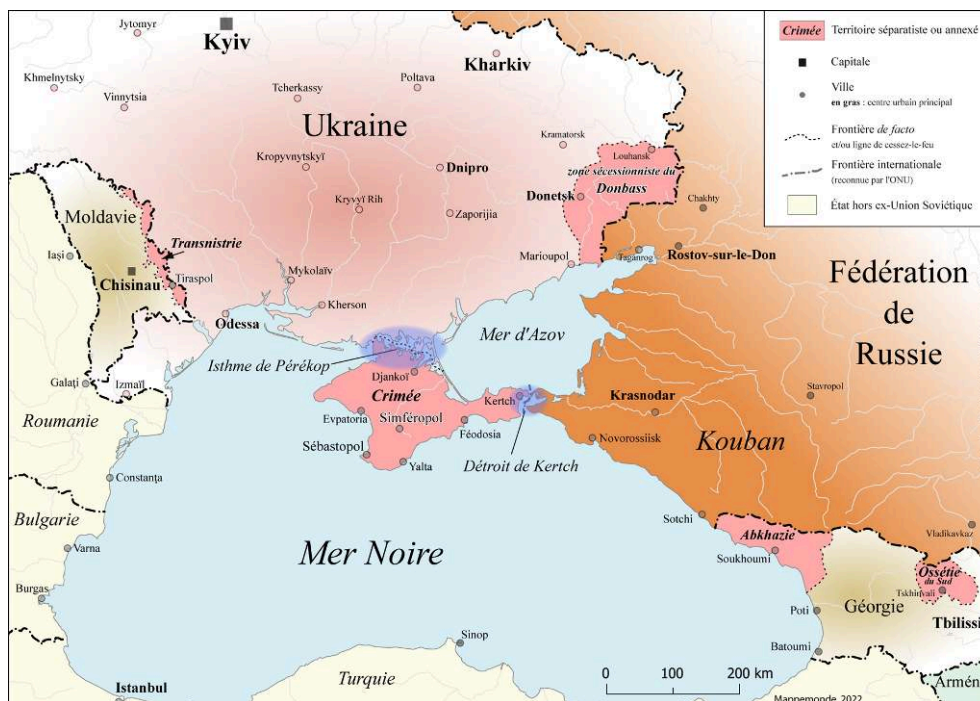 Jytomyr
Kyiv
Kharkiv
Khmelnytsky
Vinnytsia
Tcherkassy
Poltava
Ukraine
Kramatorsk
Louhansk
Kropyvnytskyï
Dnipro
zone sécessionniste du
Donbass
Donetsk
Kryvyï Rih
Zaporijia
Chakhty
Moldavie
Transnistrie
Iaşi
Chisinau
Tiraspol
Mykolaïv
Marioupol
Taganrog
Rostov-sur-le-Don
Kherson
Odessa
Fédération
de
Russie
Mer d'Azov
Isthme de Pérékop
Djankoï
Galaţi
Izmaïl
Crimée
Kertch
Krasnodar
Stavropol
Roumanie
Evpatoria
Simféropol
Féodosia
Novorossiisk
Kouban
Sébastopol
Yalta
Détroit de Kertch
Constanţa
Bulgarie
Sotchi
Varna
Mer Noire
Abkhazie
Vladikavkaz
Soukhoumi
Ossétie
du Sud
Tskhinvali
Burgas
Poti
Géorgie
Tbilissi
Sinop
Batoumi
Istanbul
Turquie
0 100 200 km
Armén
Mappemonde, 2022
Crimée Territoire séparatiste ou annexé
Capitale
Ville
en gras : centre urbain principal
Frontière de facto
et/ou ligne de cessez-le-feu
Frontière internationale
(reconnue par l'ONU)
État hors ex-Union Soviétique